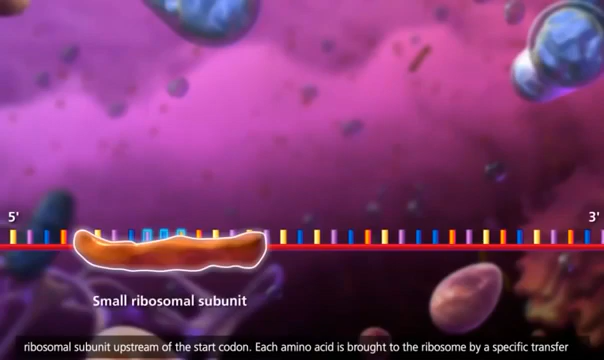 5'
3'
Small ribosomal subunit
ribosomal subunit upstream of the start codon. Each amino acid is brought to the ribosome by a specific transfer